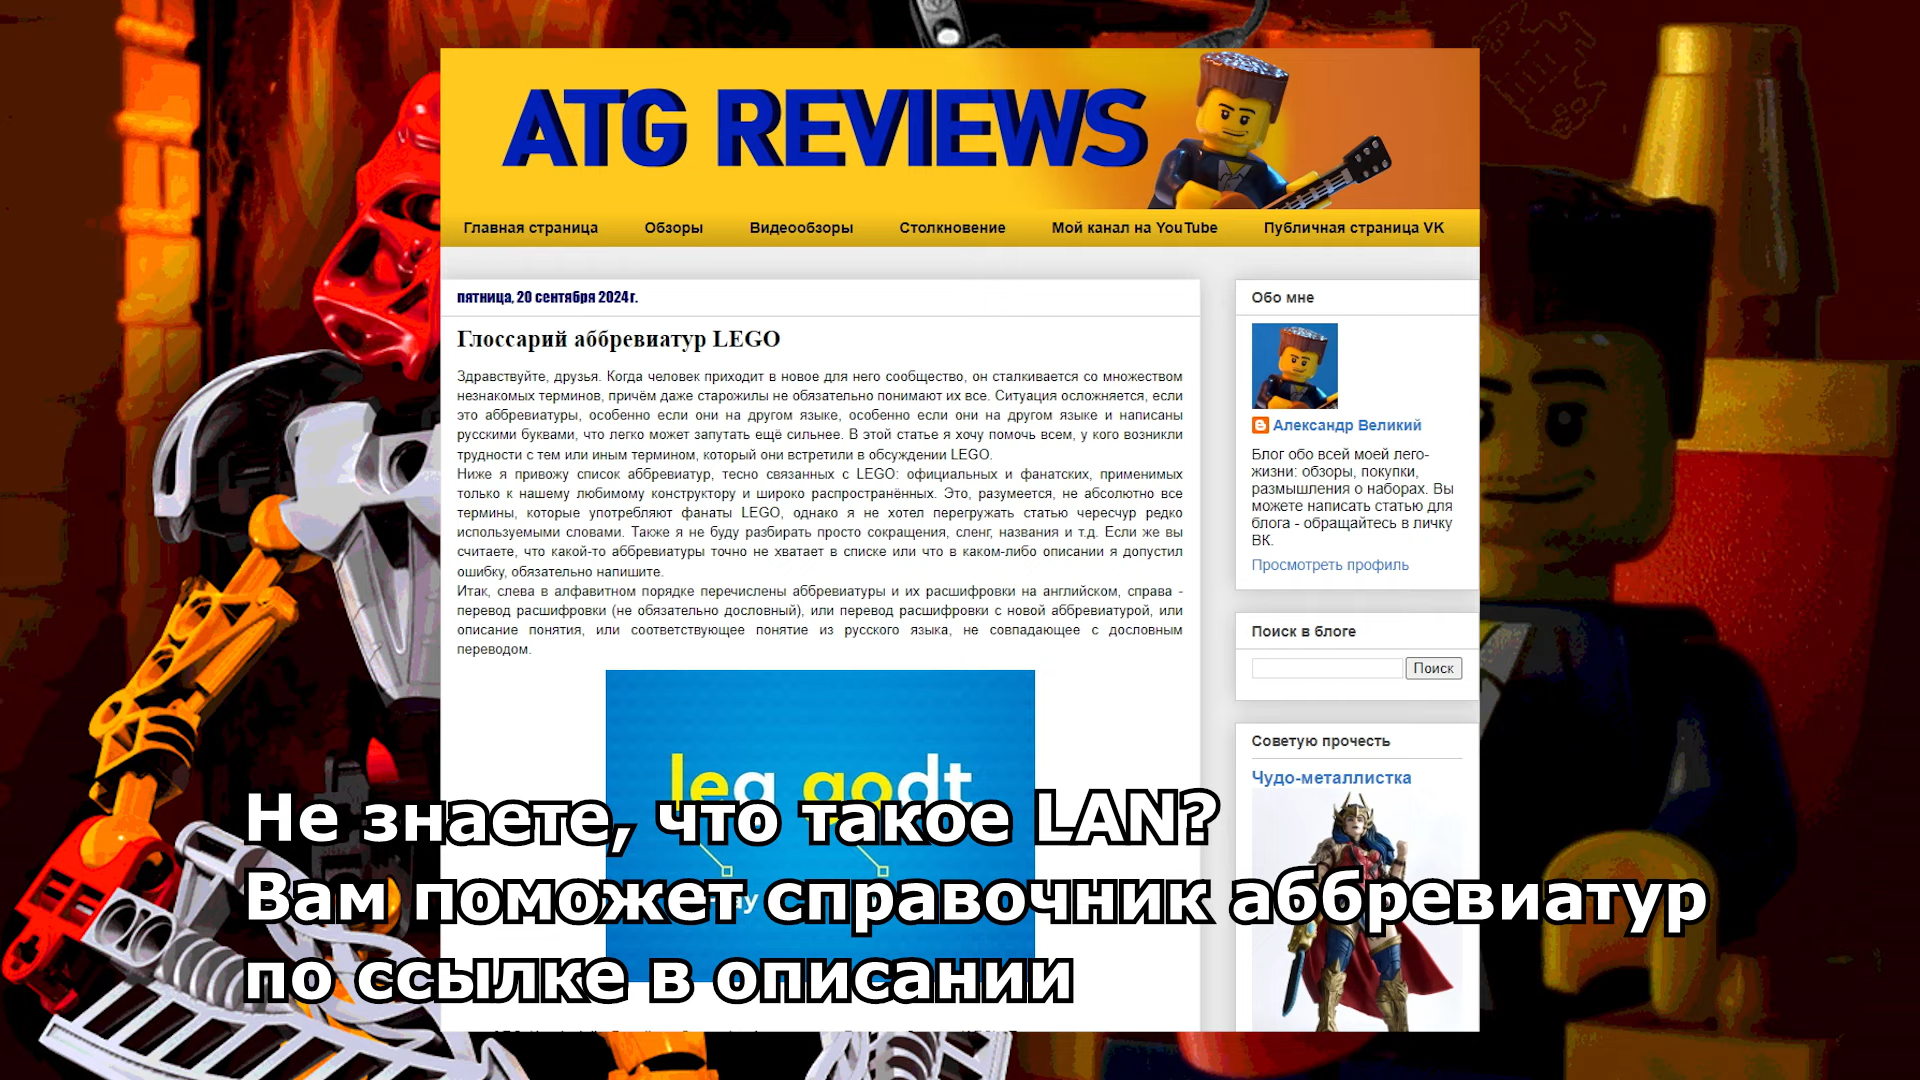 ATG REVIEWS
Главная страница Обзоры Видеообзоры Столкновение Мой канал на YouTube Публичная страница VK
пятница, 20 сентября 2024 г.
Глоссарий аббревиатур LEGO
Здравствуйте, друзья. Когда человек приходит в новое для него сообщество, он сталкивается со множеством
незнакомых терминов, причём даже старожилы не обязательно понимают их все. Ситуация осложняется, если
это аббревиатуры, особенно если они на другом языке, особенно если они на другом языке и написаны
русскими буквами, что легко может запутать ещё сильнее. В этой статье я хочу помочь всем, у кого возникли
трудности с тем или иным термином, который они встретили в обсуждении LEGO.
Ниже я привожу список аббревиатур, тесно связанных с LEGO: официальных и фанатских, применимых
только к нашему любимому конструктору и широко распространённых. Это, разумеется, не абсолютно все
термины, которые употребляют фанаты LEGO, однако я не хотел перегружать статью чересчур редко
используемыми словами. Также я не буду разбирать просто сокращения, сленг, названия и т.д. Если же вы
считаете, что какой-то аббревиатуры точно не хватает в списке или что в каком-либо описании я допустил
ошибку, обязательно напишите.
Итак, слева в алфавитном порядке перечислены аббревиатуры и их расшифровки на английском, справа -
перевод расшифровки (не обязательно дословный), или перевод расшифровки с новой аббревиатурой, или
описание понятия, или соответствующее понятие из русского языка, не совпадающее с дословным
переводом.
leg godt
Обо мне
Александр Великий
Блог обо всей моей лего-
жизни: обзоры, покупки,
размышления о наборах. Вы
можете написать статью для
блога - обращайтесь в личку
ВК.
Просмотреть профиль
Поиск в блоге
Поиск
Советую прочесть
Чудо-металлистка
Не знаете, что такое LAN?
Вам поможет справочник аббревиатур
по ссылке в описании